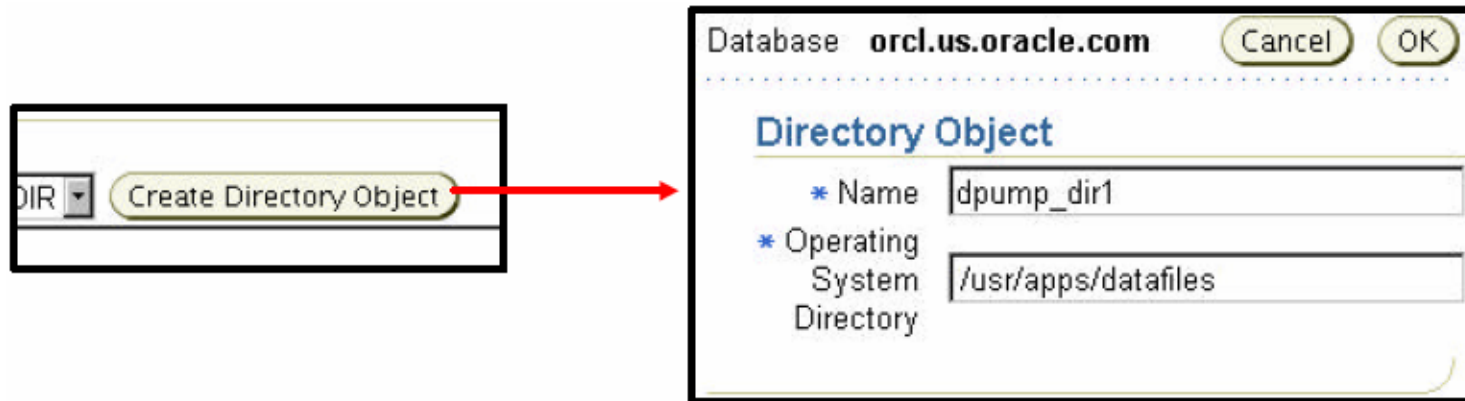 DIR Create Directory Object
Database orcl.us.oracle.com Cancel OK
Directory Object
* Name dpump_dir1
* Operating
System /usr/apps/datafiles
Directory